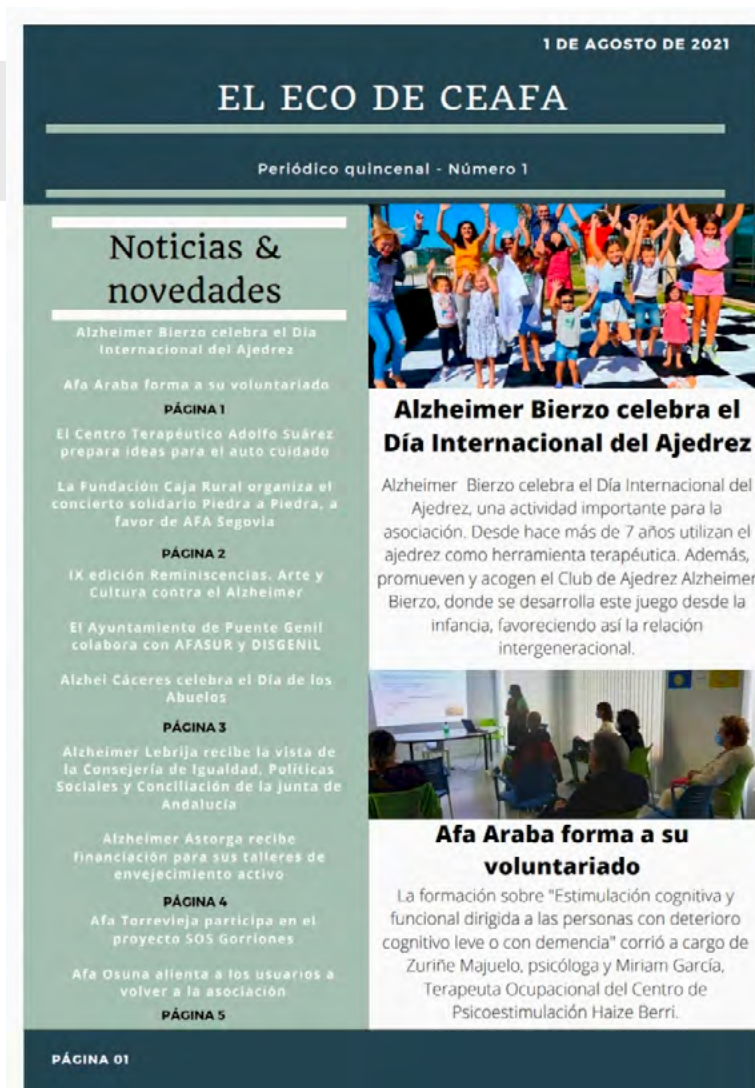 1 DE AGOSTO DE 2021
EL ECO DE CEAFA
Periódico quincenal - Número 1
Noticias &
novedades
Alzheimer Bierzo celebra el Día
Internacional del Ajedrez
Afa Araba forma a su voluntariado
PÁGINA 1
El Centro Terapéutico Adolfo Suárez
prepara ideas para el auto cuidado
La Fundación Caja Rural organiza el
concierto solidario Piedra a Piedra, a
favor de AFA Segovia
PÁGINA 2
IX edición Reminiscencias. Arte y
Cultura contra el Alzheimer
El Ayuntamiento de Puente Genil
colabora con AFASUR y DISGENIL
Alzhei Cáceres celebra el Día de los
Abuelos
PÁGINA 3
Alzheimer Lebrija recibe la vista de
la Consejería de Igualdad, Políticas
Sociales y Conciliación de la junta de
Andalucía
Alzheimer Astorga recibe
financiación para sus talleres de
envejecimiento activo
PÁGINA 4
Afa Torrevieja participa en el
proyecto SOS Gorriones
Afa Osuna alienta a los usuarios a
volver a la asociación
PÁGINA 5
Alzheimer Bierzo celebra el
Día Internacional del Ajedrez
Alzheimer Bierzo celebra el Día Internacional del
Ajedrez, una actividad importante para la
asociación. Desde hace más de 7 años utilizan el
ajedrez como herramienta terapéutica. Además,
promueven y acogen el Club de Ajedrez Alzheimer
Bierzo, donde se desarrolla este juego desde la
infancia, favoreciendo así la relación
intergeneracional.
Afa Araba forma a su
voluntariado
La formación sobre "Estimulación cognitiva y
funcional dirigida a las personas con deterioro
cognitivo leve o con demencia" corrió a cargo de
Zuriñe Majuelo, psicóloga y Miriam García,
Terapeuta Ocupacional del Centro de
Psicoestimulación Haize Berri.
PÁGINA 01